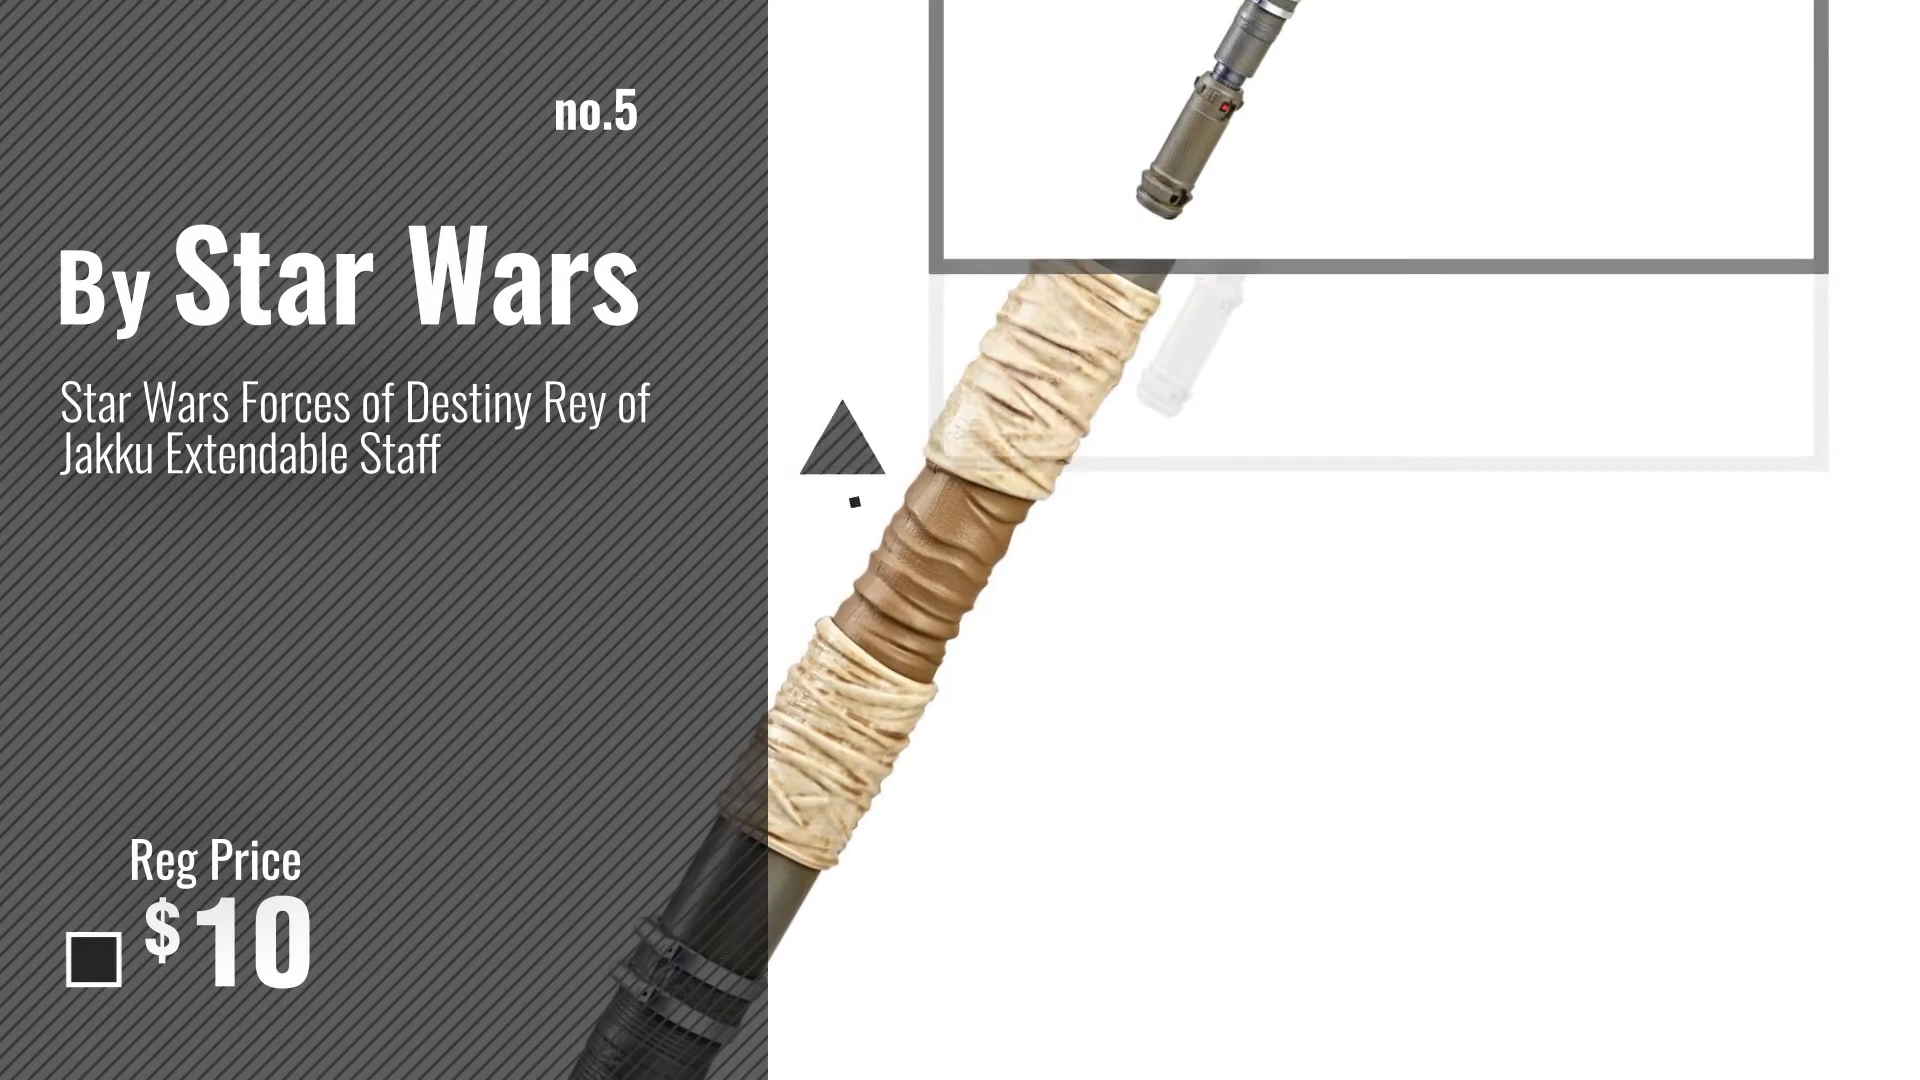 no.5
By Star Wars
Star Wars Forces of Destiny Rey of
Jakku Extendable Staff
Reg Price
$10